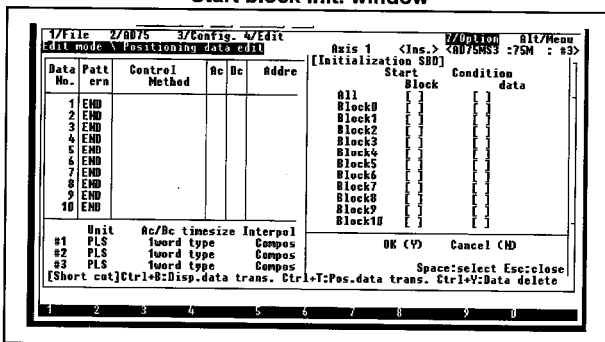 Start block init. window
1/File 2/AD75 3/Config. 4/Edit 7/Option Alt/Menu
Edit mode \ Positioning data edit Axis 1 <Ins.> <AD75MS3 :75M : #3>
[Initialization SBD]
Data No. Pattern Control Method Ac Dc Addre
Start Block Condition data
1 END
2 END
3 END
4 END
5 END
6 END
7 END
8 END
9 END
10 END
All [ ] [ ]
Block0 [ ] [ ]
Block1 [ ] [ ]
Block2 [ ] [ ]
Block3 [ ] [ ]
Block4 [ ] [ ]
Block5 [ ] [ ]
Block6 [ ] [ ]
Block7 [ ] [ ]
Block8 [ ] [ ]
Block9 [ ] [ ]
Block10 [ ] [ ]
Unit Ac/Dc timesize Interpol
#1 PLS 1word type Compos
#2 PLS 1word type Compos
#3 PLS 1word type Compos
OK (Y) Cancel (N)
Space:select Esc:close
[Short cut]Ctrl+B:Disp.data trans. Ctrl+T:Pos.data trans. Ctrl+Y:Data delete
1 2 3 4 5 6 7 8 9 0